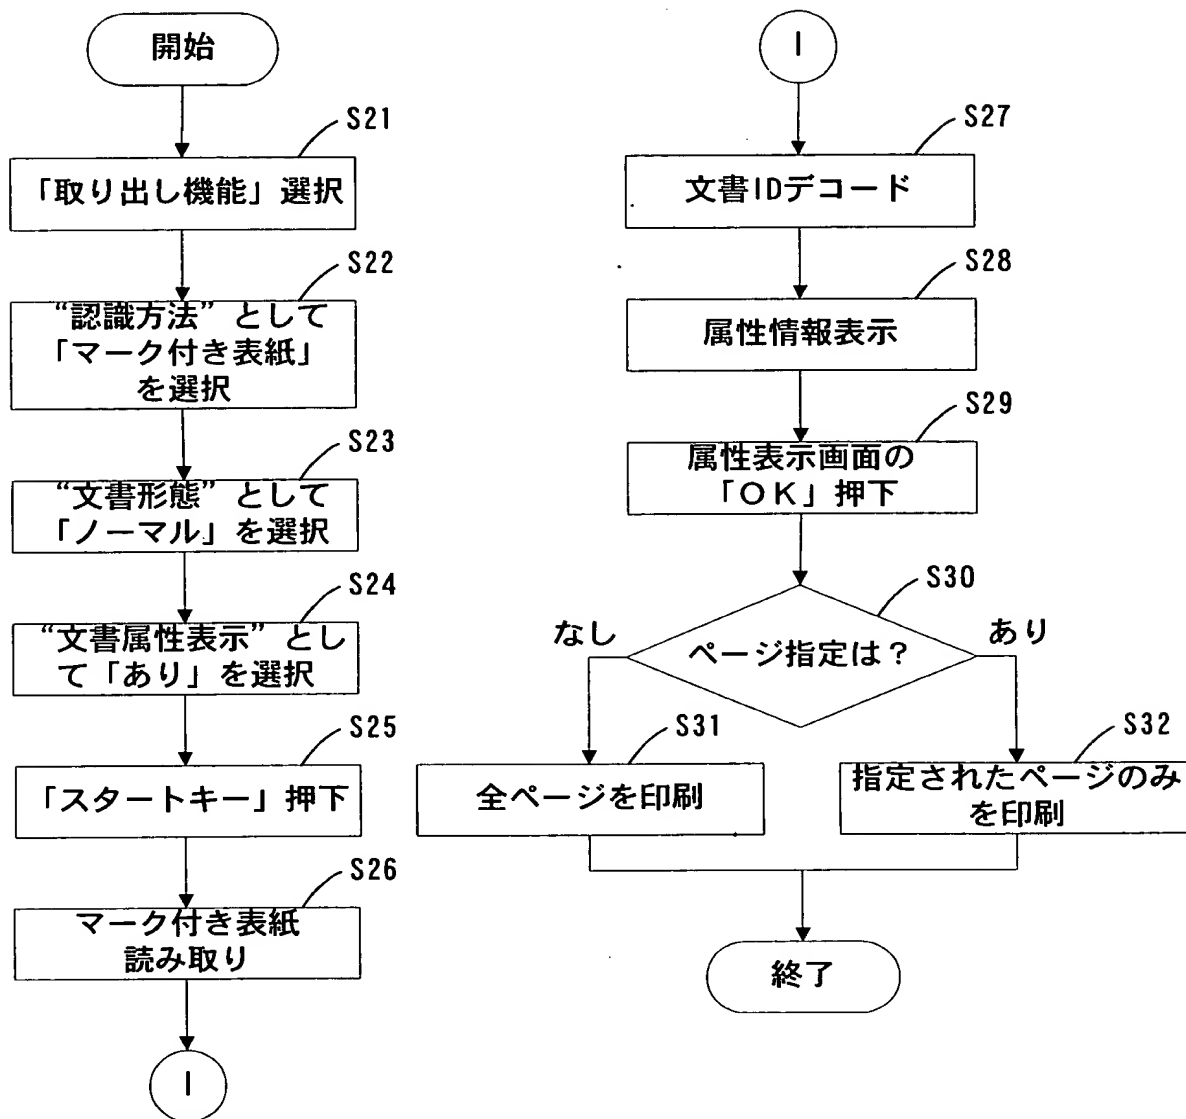 開始
S21
「取り出し機能」選択
S22
“認識方法”として
「マーク付き表紙」
を選択
S23
“文書形態”として
「ノーマル」を選択
S24
“文書属性表示”とし
て「あり」を選択
S25
「スタートキー」押下
S26
マーク付き表紙
読み取り
I
I
S27
文書IDデコード
S28
属性情報表示
S29
属性表示画面の
「OK」押下
S30
ページ指定は？
なし
あり
S31
全ページを印刷
S32
指定されたページのみ
を印刷
終了